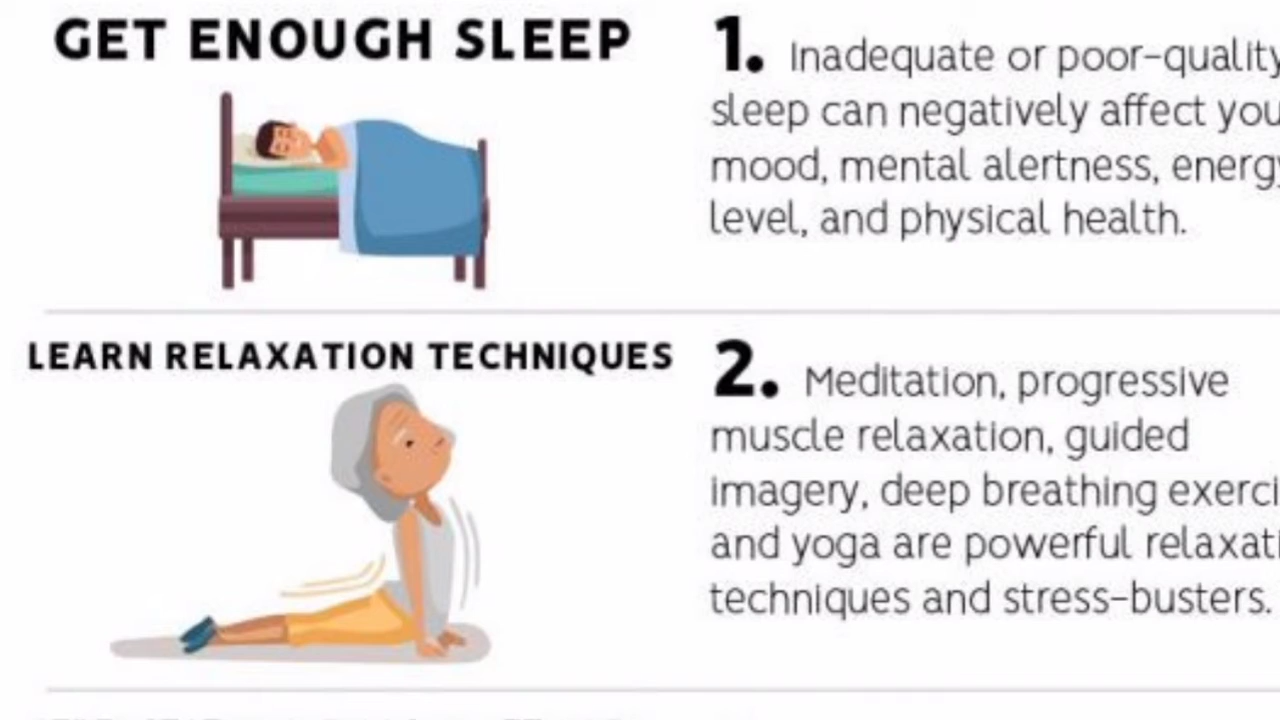 GET ENOUGH SLEEP
1. Inadequate or poor-quality
sleep can negatively affect you
mood, mental alertness, energy
level, and physical health.
LEARN RELAXATION TECHNIQUES
2. Meditation, progressive
muscle relaxation, guided
imagery, deep breathing exerci
and yoga are powerful relaxati
techniques and stress-busters.